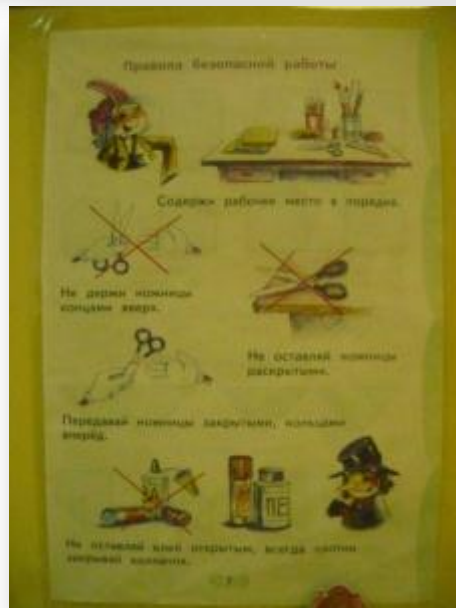 Правила безопасной работы
Содержи рабочее место в порядке.
Не держи ножницы
концами вверх.
Не оставляй ножницы
раскрытыми.
Передавай ножницы закрытыми, кольцами
вперёд.
Не оставляй клей открытым, всегда плотно
закрывай колпачок.